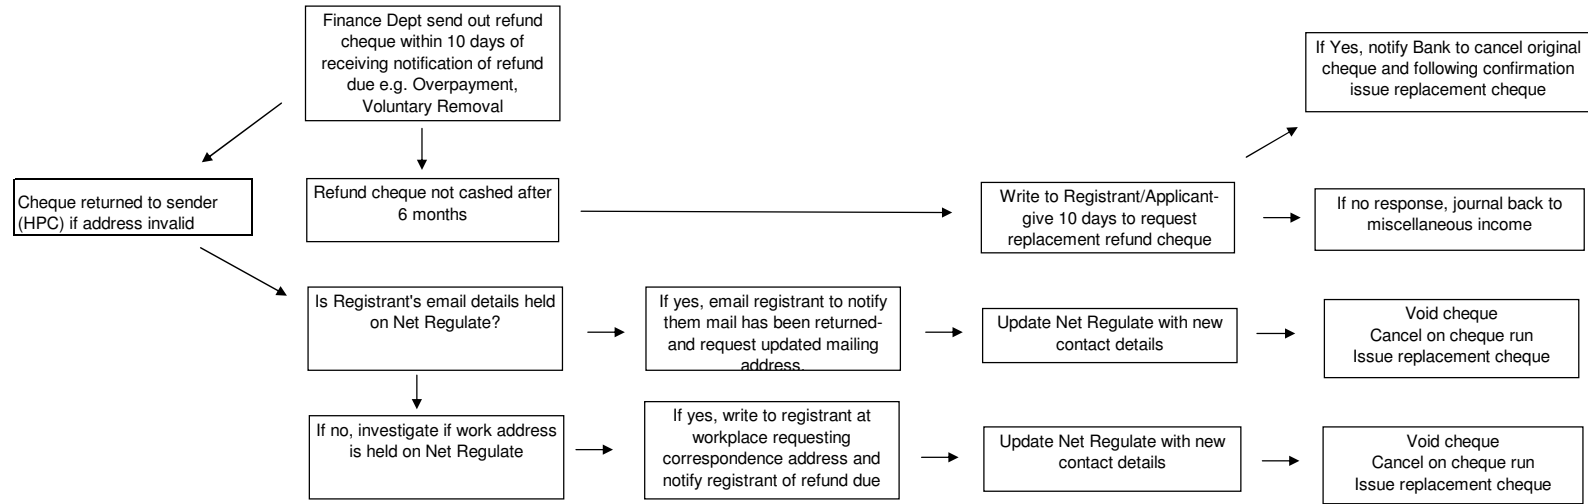 Finance Dept send out refund
cheque within 10 days of
receiving notification of refund
due e.g. Overpayment,
Voluntary Removal
If Yes, notify Bank to cancel original
cheque and following confirmation
issue replacement cheque
Cheque returned to sender
(HPC) if address invalid
Refund cheque not cashed after
6 months
Write to Registrant/Applicant-
give 10 days to request
replacement refund cheque
If no response, journal back to
miscellaneous income
Is Registrant's email details held
on Net Regulate?
If yes, email registrant to notify
them mail has been returned-
and request updated mailing
address.
Update Net Regulate with new
contact details
Void cheque
Cancel on cheque run
Issue replacement cheque
If no, investigate if work address
is held on Net Regulate
If yes, write to registrant at
workplace requesting
correspondence address and
notify registrant of refund due
Update Net Regulate with new
contact details
Void cheque
Cancel on cheque run
Issue replacement cheque